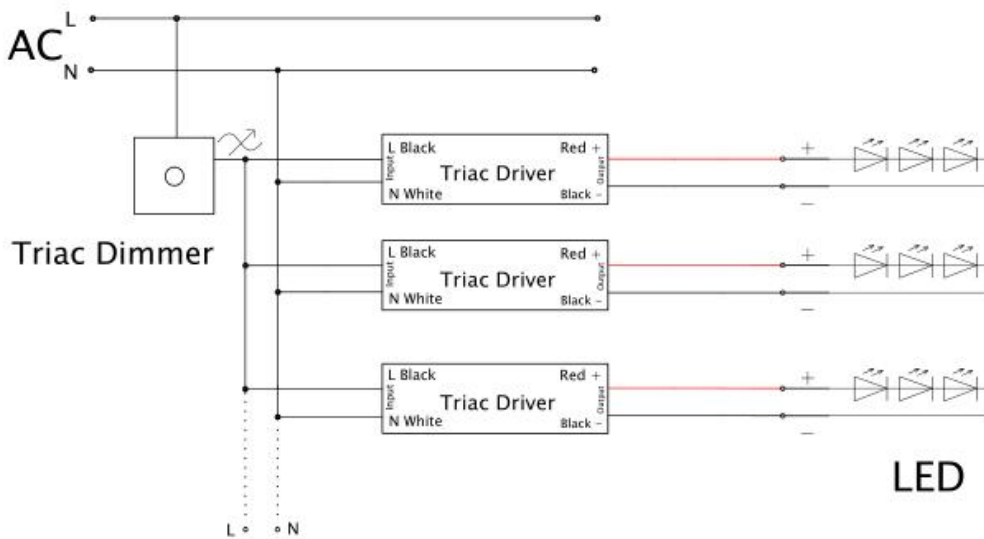 L
AC
N
Triac Dimmer
L Black
Red +
Input
Triac Driver
Output
N White
Black -
+
−
L Black
Red +
Input
Triac Driver
Output
N White
Black -
+
−
L Black
Red +
Input
Triac Driver
Output
N White
Black -
+
−
LED
L
N